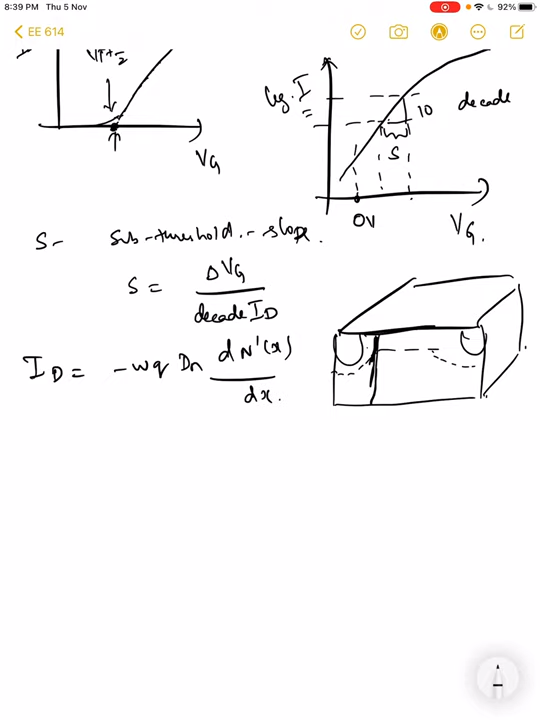 8:39 PM Thu 5 Nov
92%
EE 614
VG
log. I
10
decade
S
0V
VG.
S- Sub-threshold.-slope.
S = ΔVG / decade ID
ID = -wq Dn dN'(x) / dx.